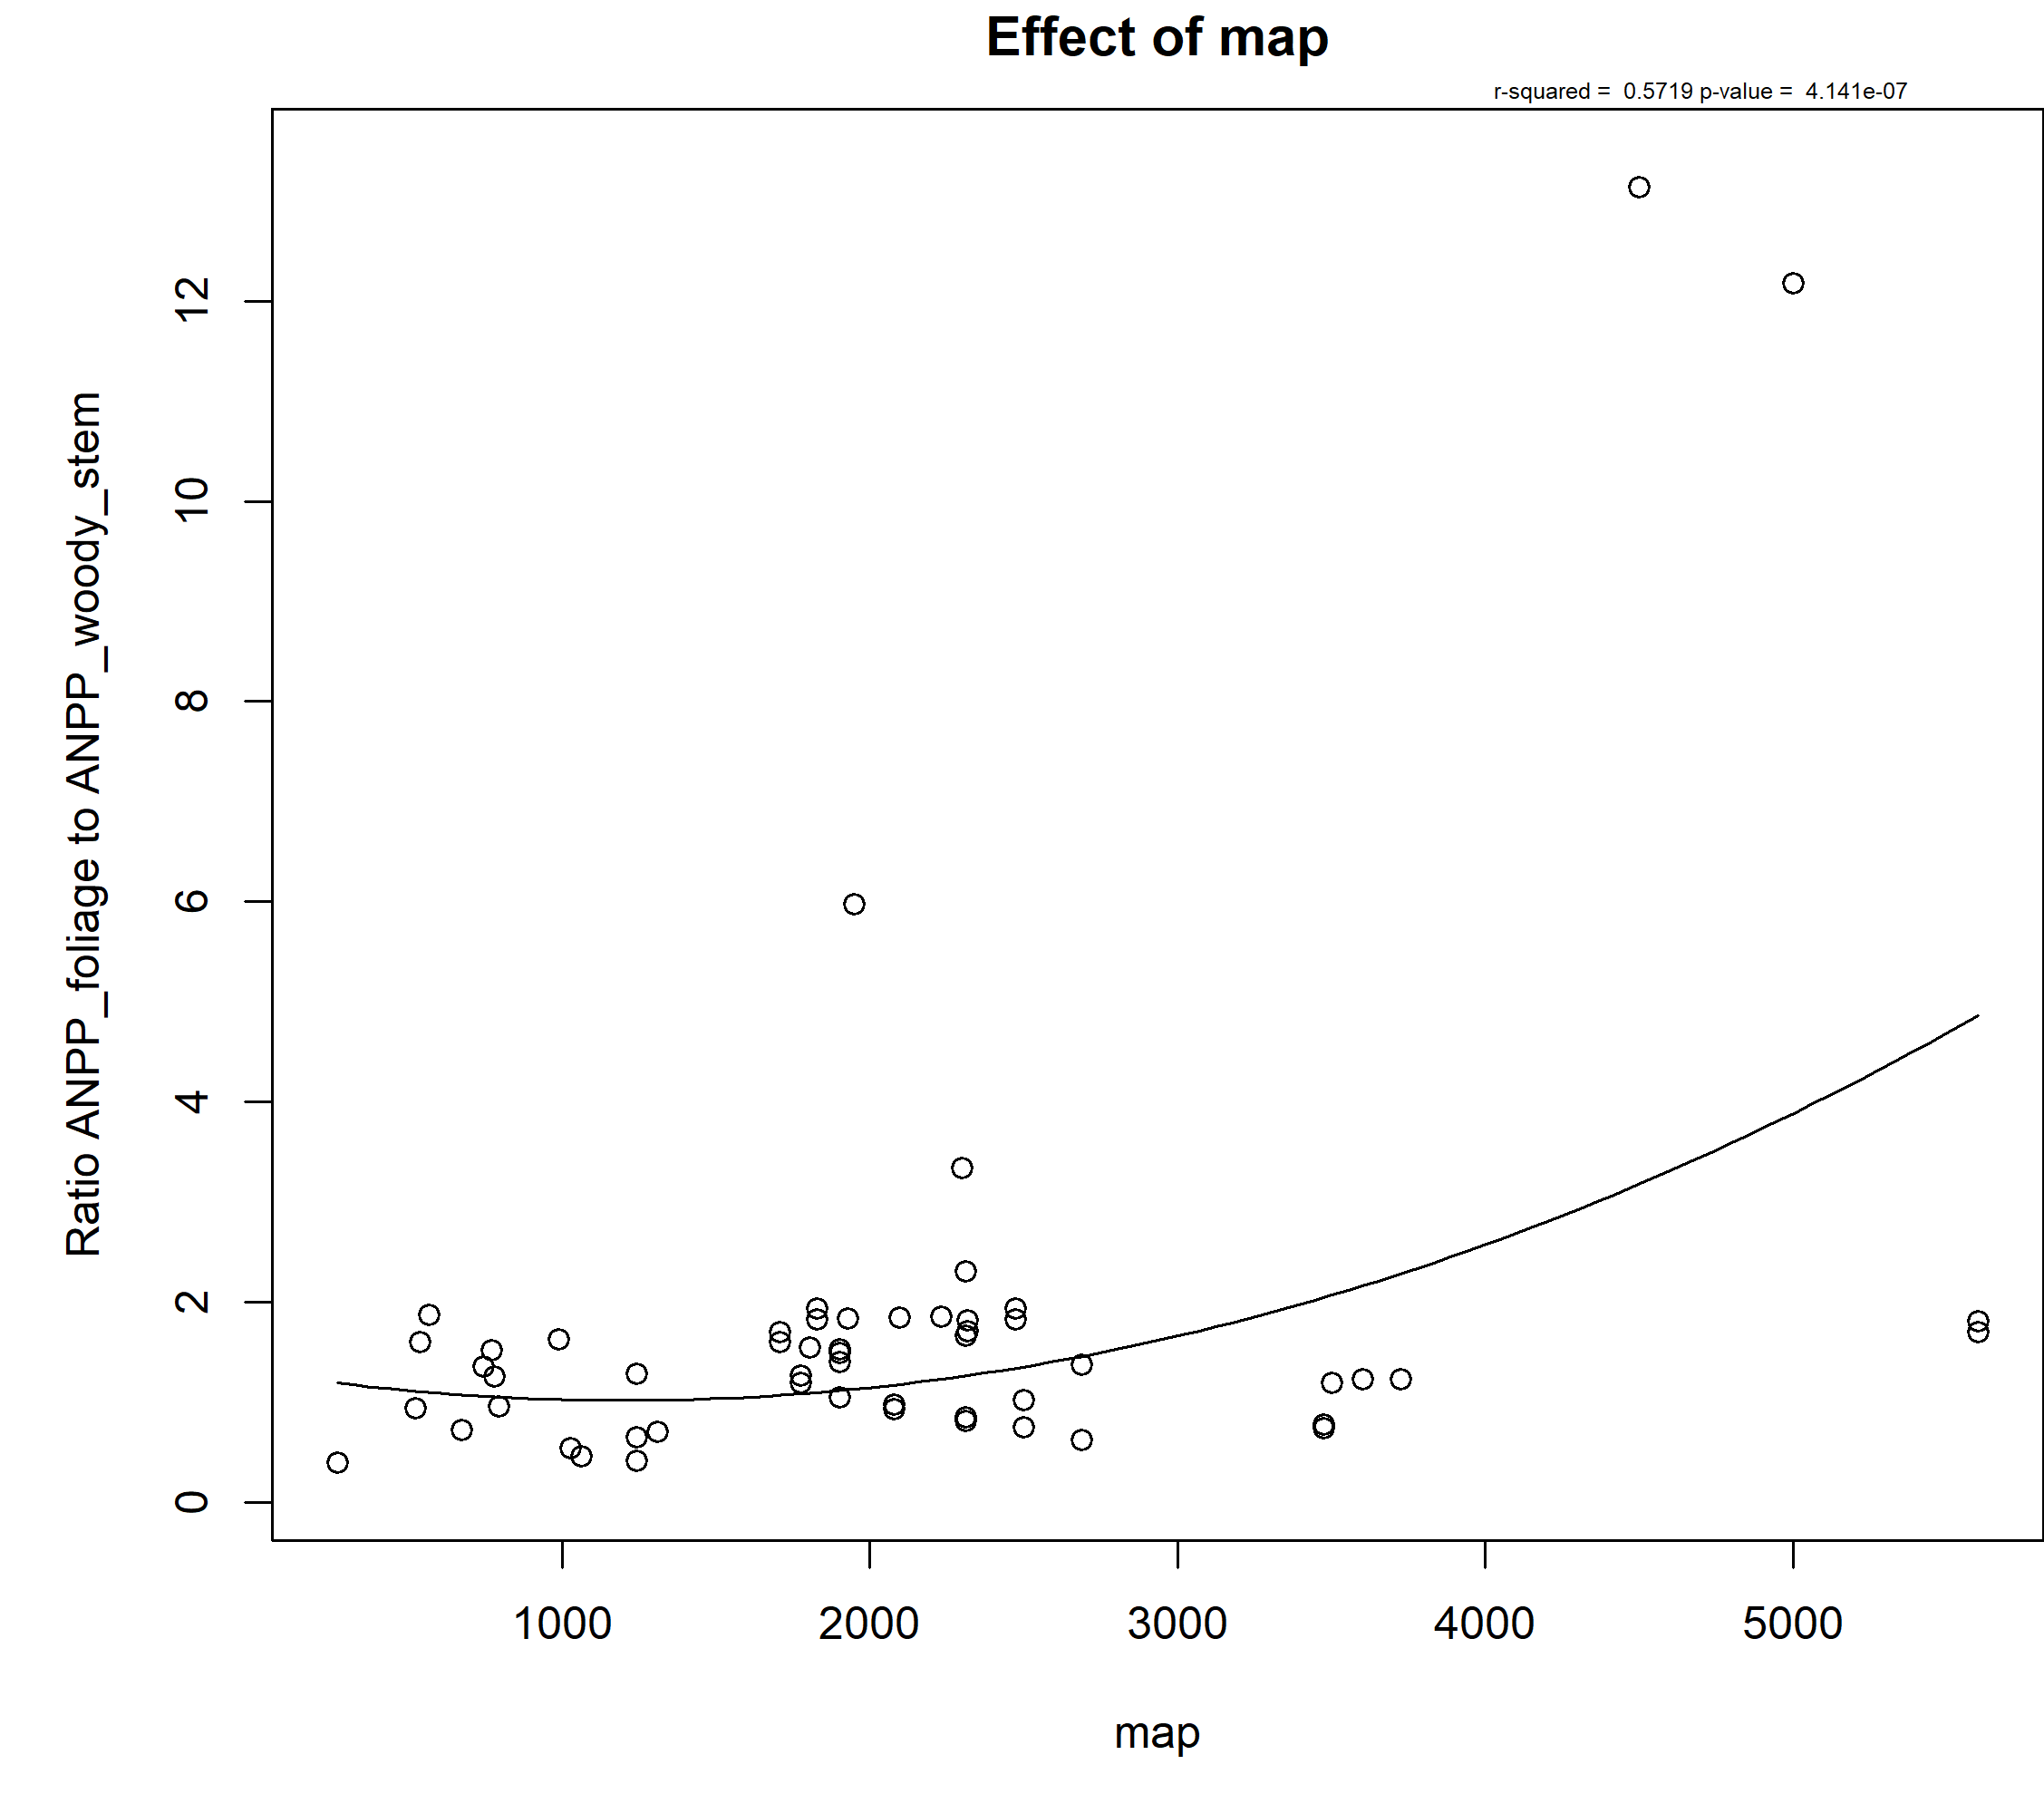 Effect of map
r-squared =  0.5719 p-value =  4.141e-07
Ratio ANPP_foliage to ANPP_woody_stem
12
10
8
6
4
2
0
1000 2000 3000 4000 5000
map